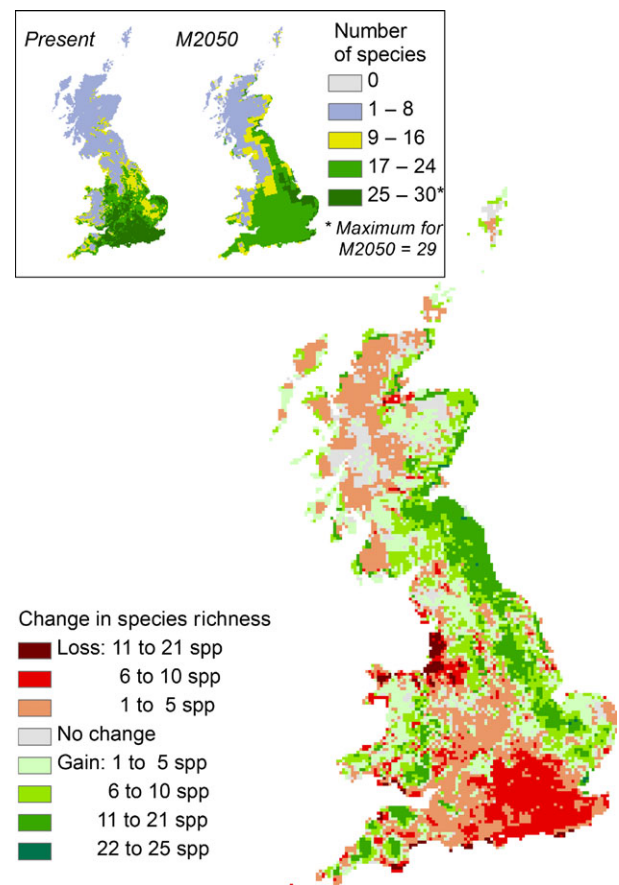 Present
M2050
Number
of species
0
1 – 8
9 – 16
17 – 24
25 – 30*
* Maximum for
M2050 = 29
Change in species richness
Loss: 11 to 21 spp
6 to 10 spp
1 to 5 spp
No change
Gain: 1 to 5 spp
6 to 10 spp
11 to 21 spp
22 to 25 spp